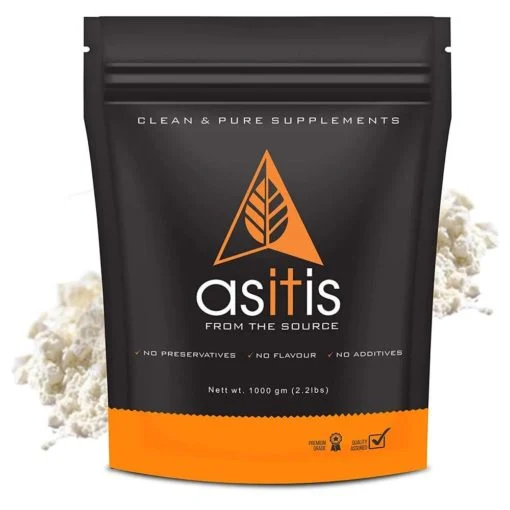 CLEAN & PURE SUPPLEMENTS
asitis
FROM THE SOURCE
✓ NO PRESERVATIVES ✓ NO FLAVOUR ✓ NO ADDITIVES
Nett wt. 1000 gm (2.2lbs)
PREMIUM GRADE
QUALITY ASSURED